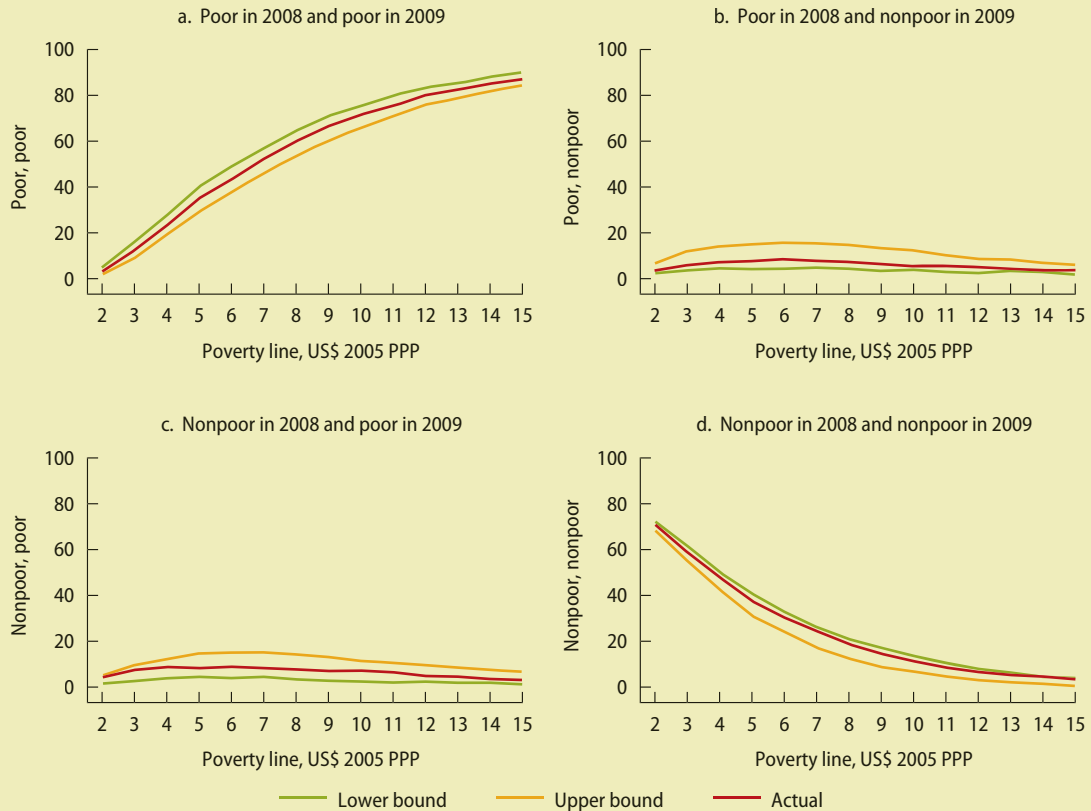 a. Poor in 2008 and poor in 2009
100
80
60
40
20
0
Poor, poor
2 3 4 5 6 7 8 9 10 11 12 13 14 15
Poverty line, US$ 2005 PPP
b. Poor in 2008 and nonpoor in 2009
100
80
60
40
20
0
Poor, nonpoor
2 3 4 5 6 7 8 9 10 11 12 13 14 15
Poverty line, US$ 2005 PPP
c. Nonpoor in 2008 and poor in 2009
100
80
60
40
20
0
Nonpoor, poor
2 3 4 5 6 7 8 9 10 11 12 13 14 15
Poverty line, US$ 2005 PPP
d. Nonpoor in 2008 and nonpoor in 2009
100
80
60
40
20
0
Nonpoor, nonpoor
2 3 4 5 6 7 8 9 10 11 12 13 14 15
Poverty line, US$ 2005 PPP
Lower bound Upper bound Actual